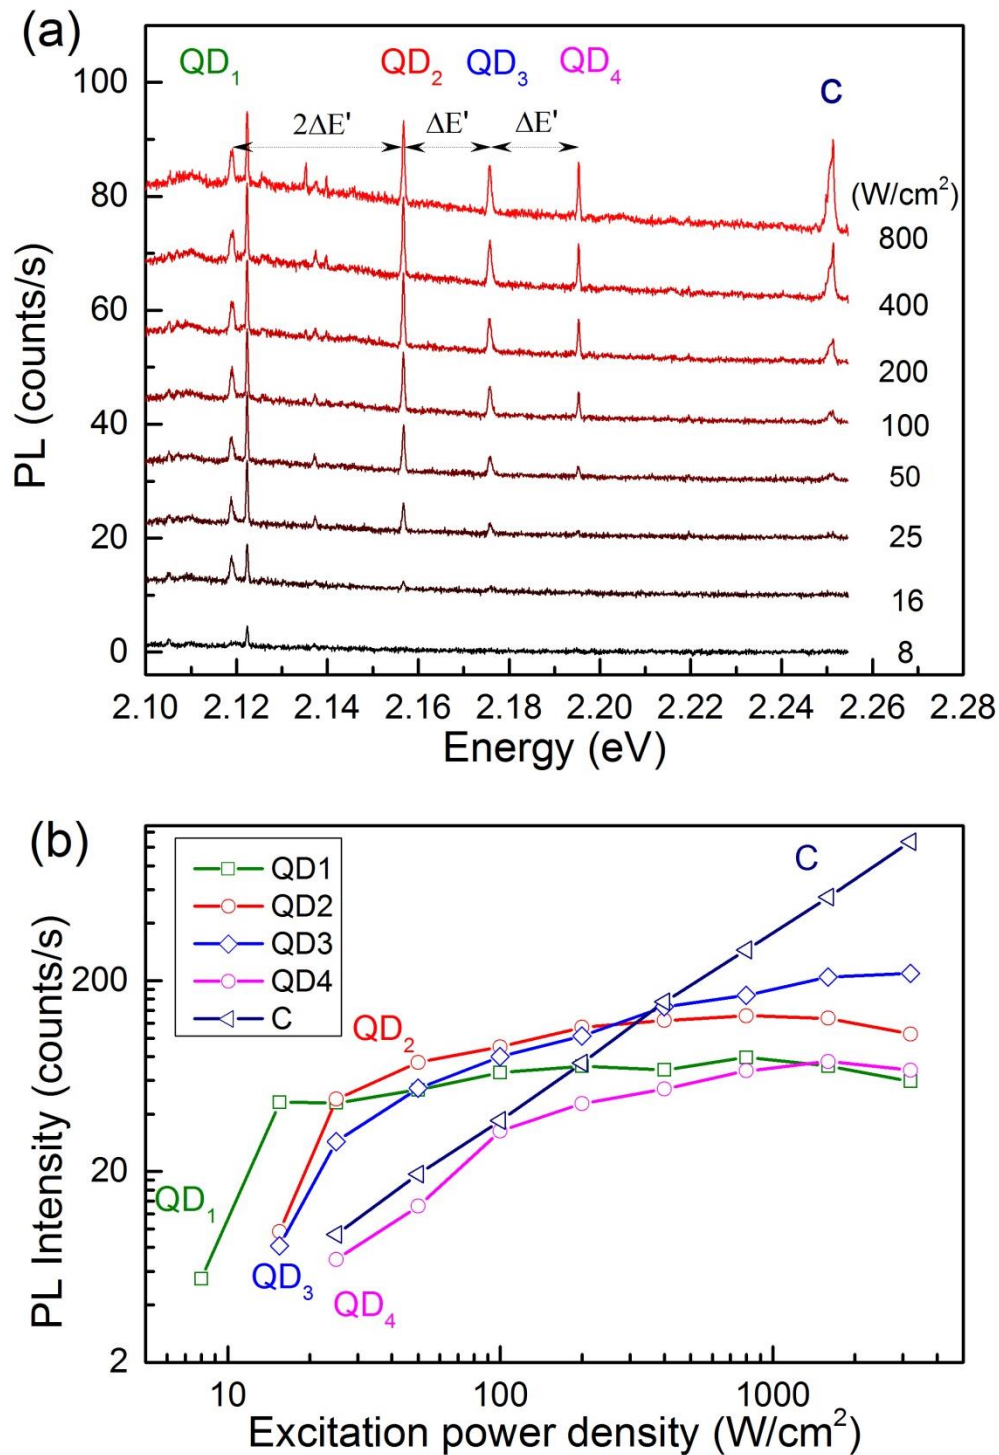 (a)
QD₁ QD₂ QD₃ QD₄ C
2ΔE' ΔE' ΔE'
(W/cm²)
800
400
200
100
50
25
16
8
100
80
60
40
20
0
PL (counts/s)
2.10 2.12 2.14 2.16 2.18 2.20 2.22 2.24 2.26 2.28
Energy (eV)
(b)
QD1
QD2
QD3
QD4
C
C
QD₂
QD₁
QD₃
QD₄
200
20
2
PL Intensity (counts/s)
10 100 1000
Excitation power density (W/cm²)